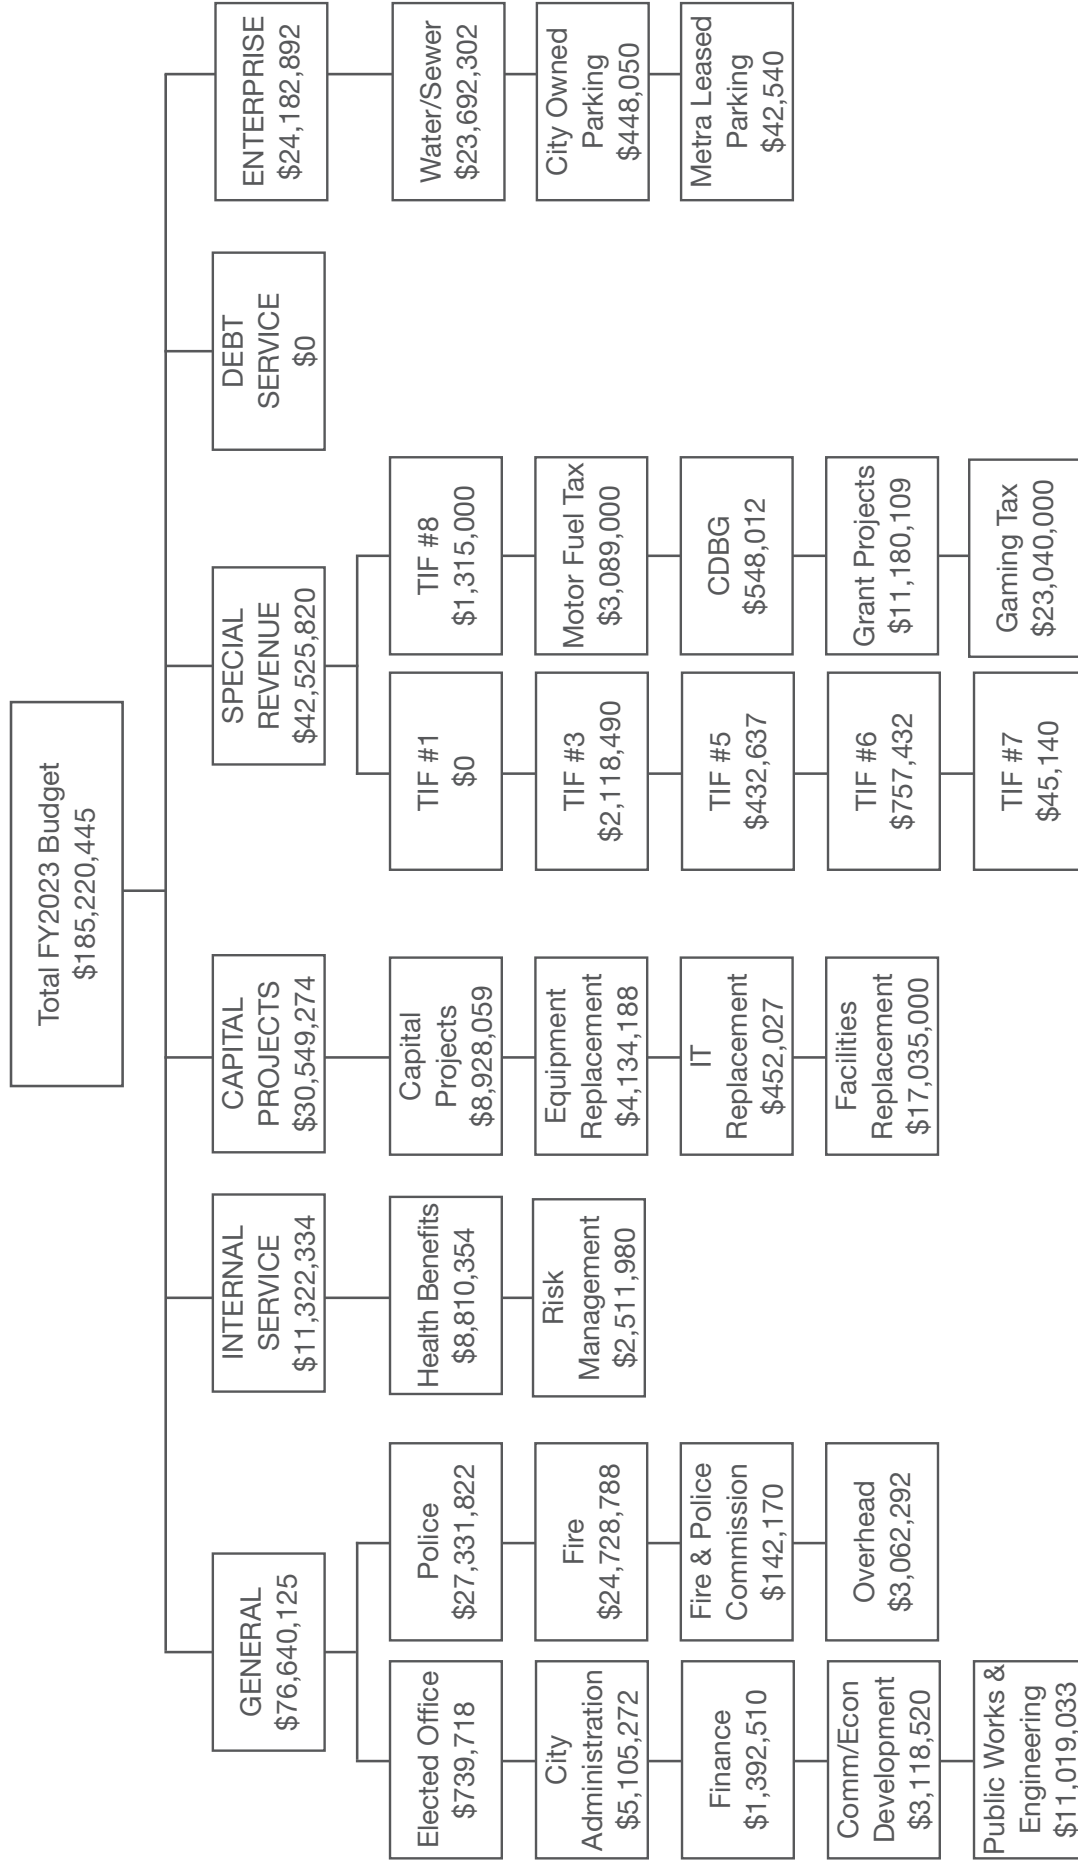 Total FY2023 Budget
$185,220,445
GENERAL
$76,640,125
Elected Office
$739,718
City
Administration
$5,105,272
Finance
$1,392,510
Comm/Econ
Development
$3,118,520
Public Works &
Engineering
$11,019,033
Police
$27,331,822
Fire
$24,728,788
Fire & Police
Commission
$142,170
Overhead
$3,062,292
INTERNAL
SERVICE
$11,322,334
Health Benefits
$8,810,354
Risk
Management
$2,511,980
CAPITAL
PROJECTS
$30,549,274
Capital
Projects
$8,928,059
Equipment
Replacement
$4,134,188
IT
Replacement
$452,027
Facilities
Replacement
$17,035,000
SPECIAL
REVENUE
$42,525,820
TIF #1
$0
TIF #3
$2,118,490
TIF #5
$432,637
TIF #6
$757,432
TIF #7
$45,140
TIF #8
$1,315,000
Motor Fuel Tax
$3,089,000
CDBG
$548,012
Grant Projects
$11,180,109
Gaming Tax
$23,040,000
DEBT
SERVICE
$0
ENTERPRISE
$24,182,892
Water/Sewer
$23,692,302
City Owned
Parking
$448,050
Metra Leased
Parking
$42,540